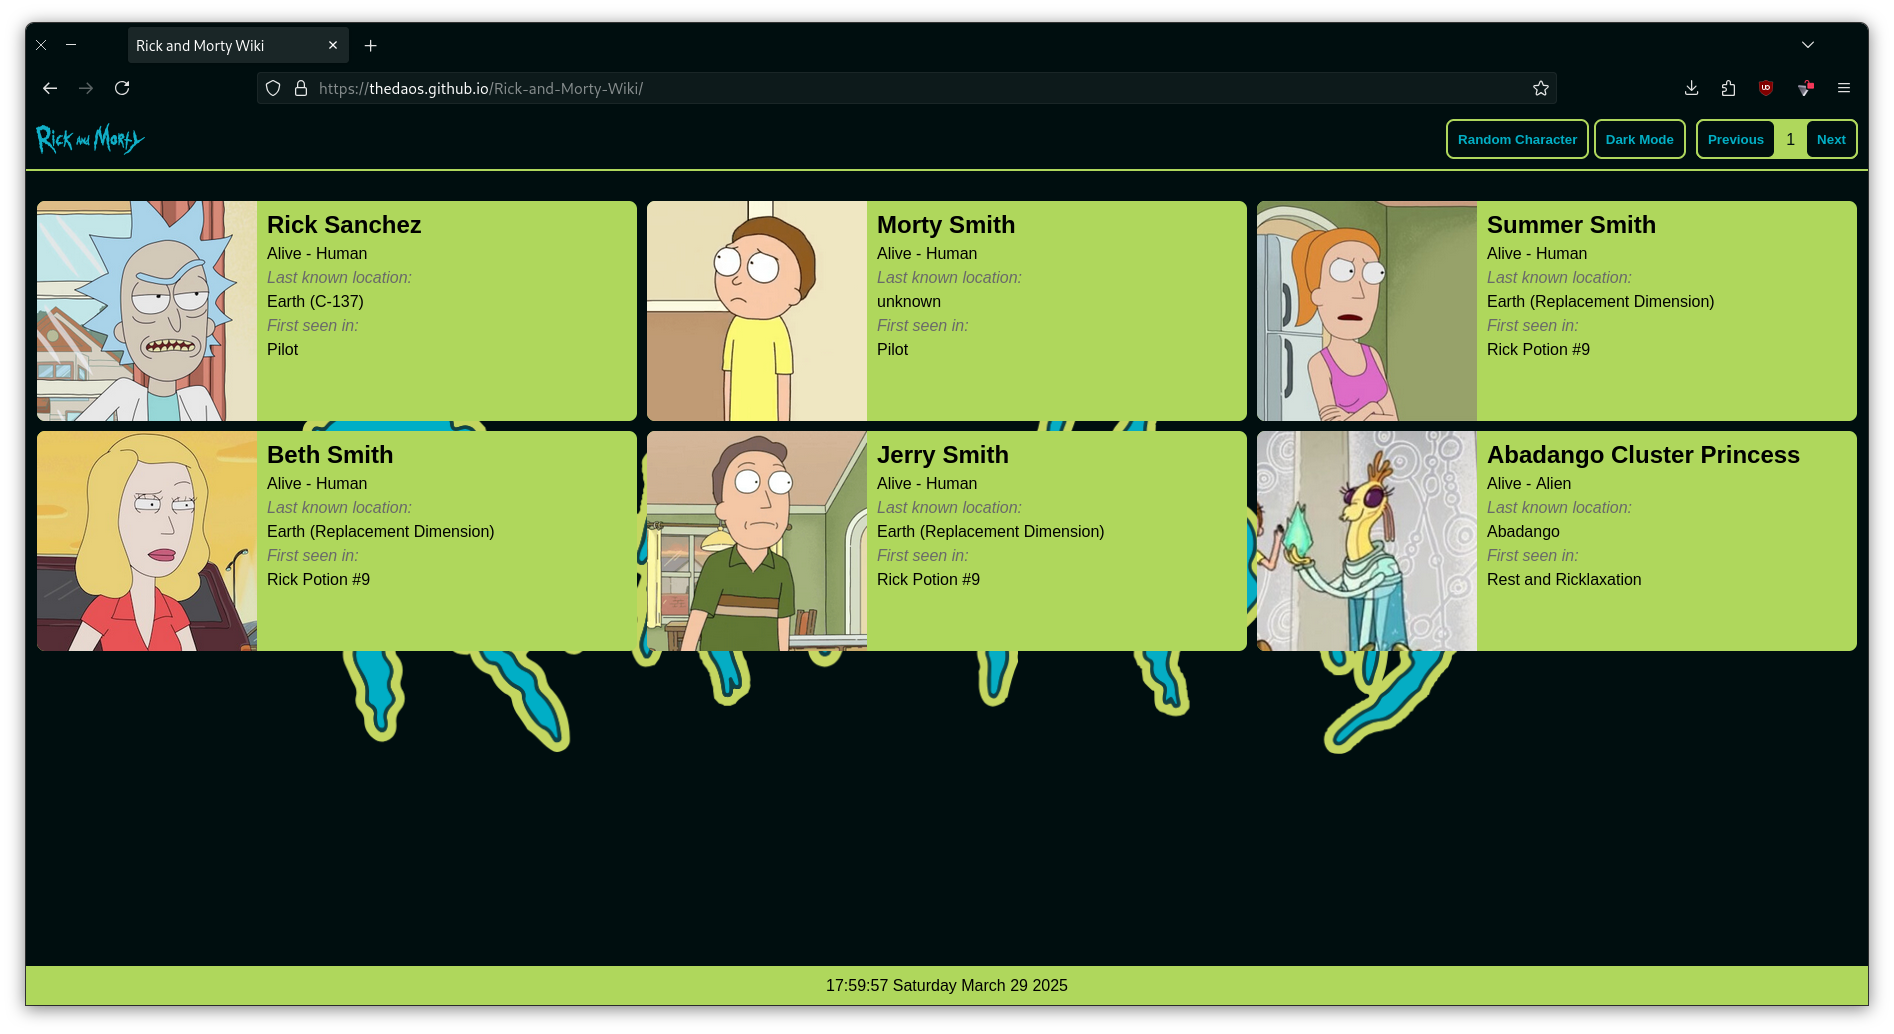 Rick and Morty Wiki
https://thedaos.github.io/Rick-and-Morty-Wiki/
Rick and Morty
Random Character
Dark Mode
Previous
1
Next
Rick Sanchez
Alive - Human
Last known location:
Earth (C-137)
First seen in:
Pilot
Morty Smith
Alive - Human
Last known location:
unknown
First seen in:
Pilot
Summer Smith
Alive - Human
Last known location:
Earth (Replacement Dimension)
First seen in:
Rick Potion #9
Beth Smith
Alive - Human
Last known location:
Earth (Replacement Dimension)
First seen in:
Rick Potion #9
Jerry Smith
Alive - Human
Last known location:
Earth (Replacement Dimension)
First seen in:
Rick Potion #9
Abadango Cluster Princess
Alive - Alien
Last known location:
Abadango
First seen in:
Rest and Ricklaxation
17:59:57 Saturday March 29 2025